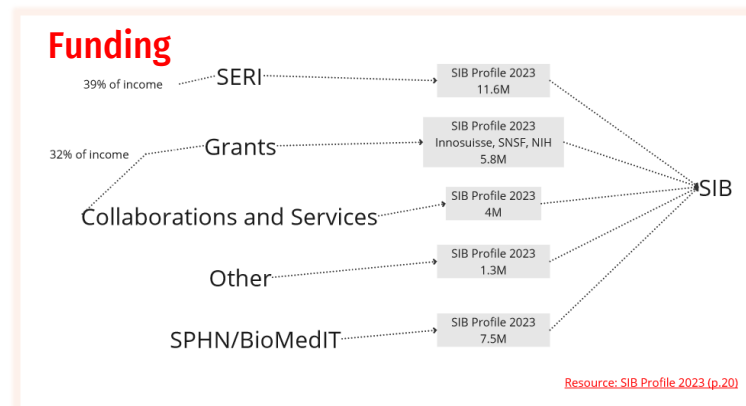 Funding
39% of income
SERI
SIB Profile 2023
11.6M
32% of income
Grants
SIB Profile 2023
Innosuisse, SNSF, NIH
5.8M
SIB
Collaborations and Services
SIB Profile 2023
4M
Other
SIB Profile 2023
1.3M
SPHN/BioMedIT
SIB Profile 2023
7.5M
Resource: SIB Profile 2023 (p.20)